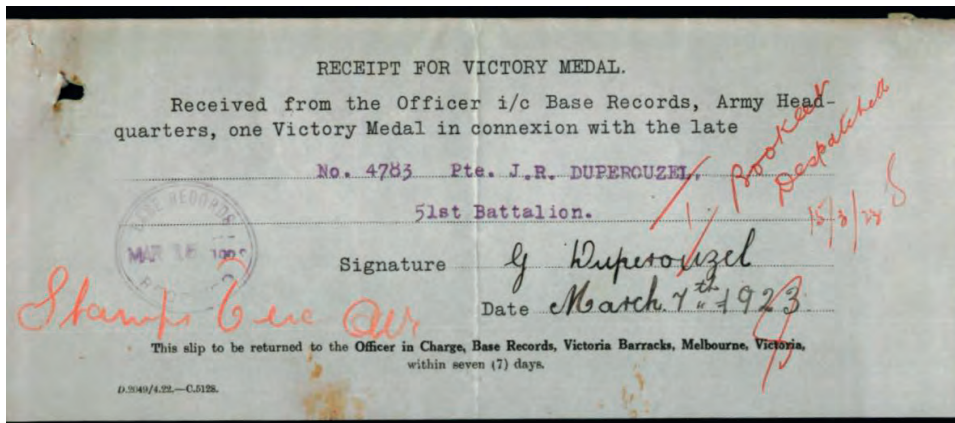 RECEIPT FOR VICTORY MEDAL.
Received from the Officer i/c Base Records, Army Head-
quarters, one Victory Medal in connexion with the late
No. 4783 Pte. J.R. DUPEROUZEL.
51st Battalion.
Booked
Despatched
15/3/23
BASE RECORDS
MAR 15
Signature G Duperouzel
Date March 7th 1923
Stamps
This slip to be returned to the Officer in Charge, Base Records, Victoria Barracks, Melbourne, Victoria,
within seven (7) days.
D.2049/4.22.—C.5128.